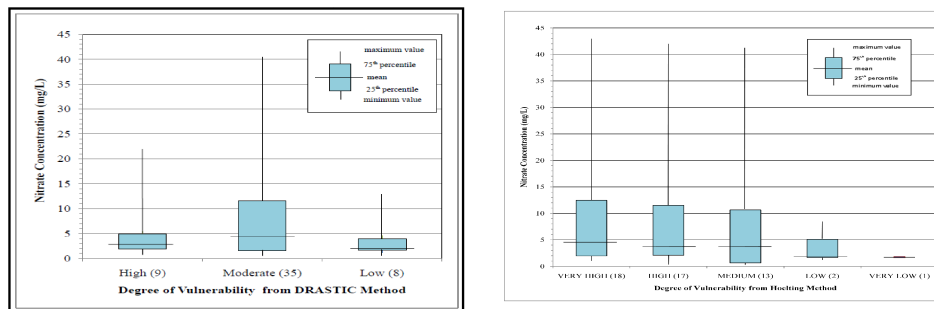 45
40
35
30
25
20
15
10
5
0
Nitrate Concentration (mg/L)
maximum value
75th percentile
mean
25th percentile
minimum value
High (9) Moderate (35) Low (8)
Degree of Vulnerability from DRASTIC Method
45
40
35
30
25
20
15
10
5
0
Nitrate Concentration (mg/L)
maximum value
75th percentile
mean
25th percentile
minimum value
VERY HIGH (18) HIGH (17) MEDIUM (13) LOW (2) VERY LOW (1)
Degree of Vulnerability from Hoelting Method